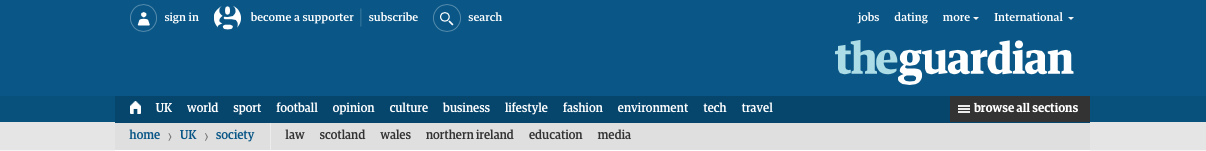 sign in become a supporter subscribe search jobs dating more International
theguardian
UK world sport football opinion culture business lifestyle fashion environment tech travel browse all sections
home › UK › society law scotland wales northern ireland education media